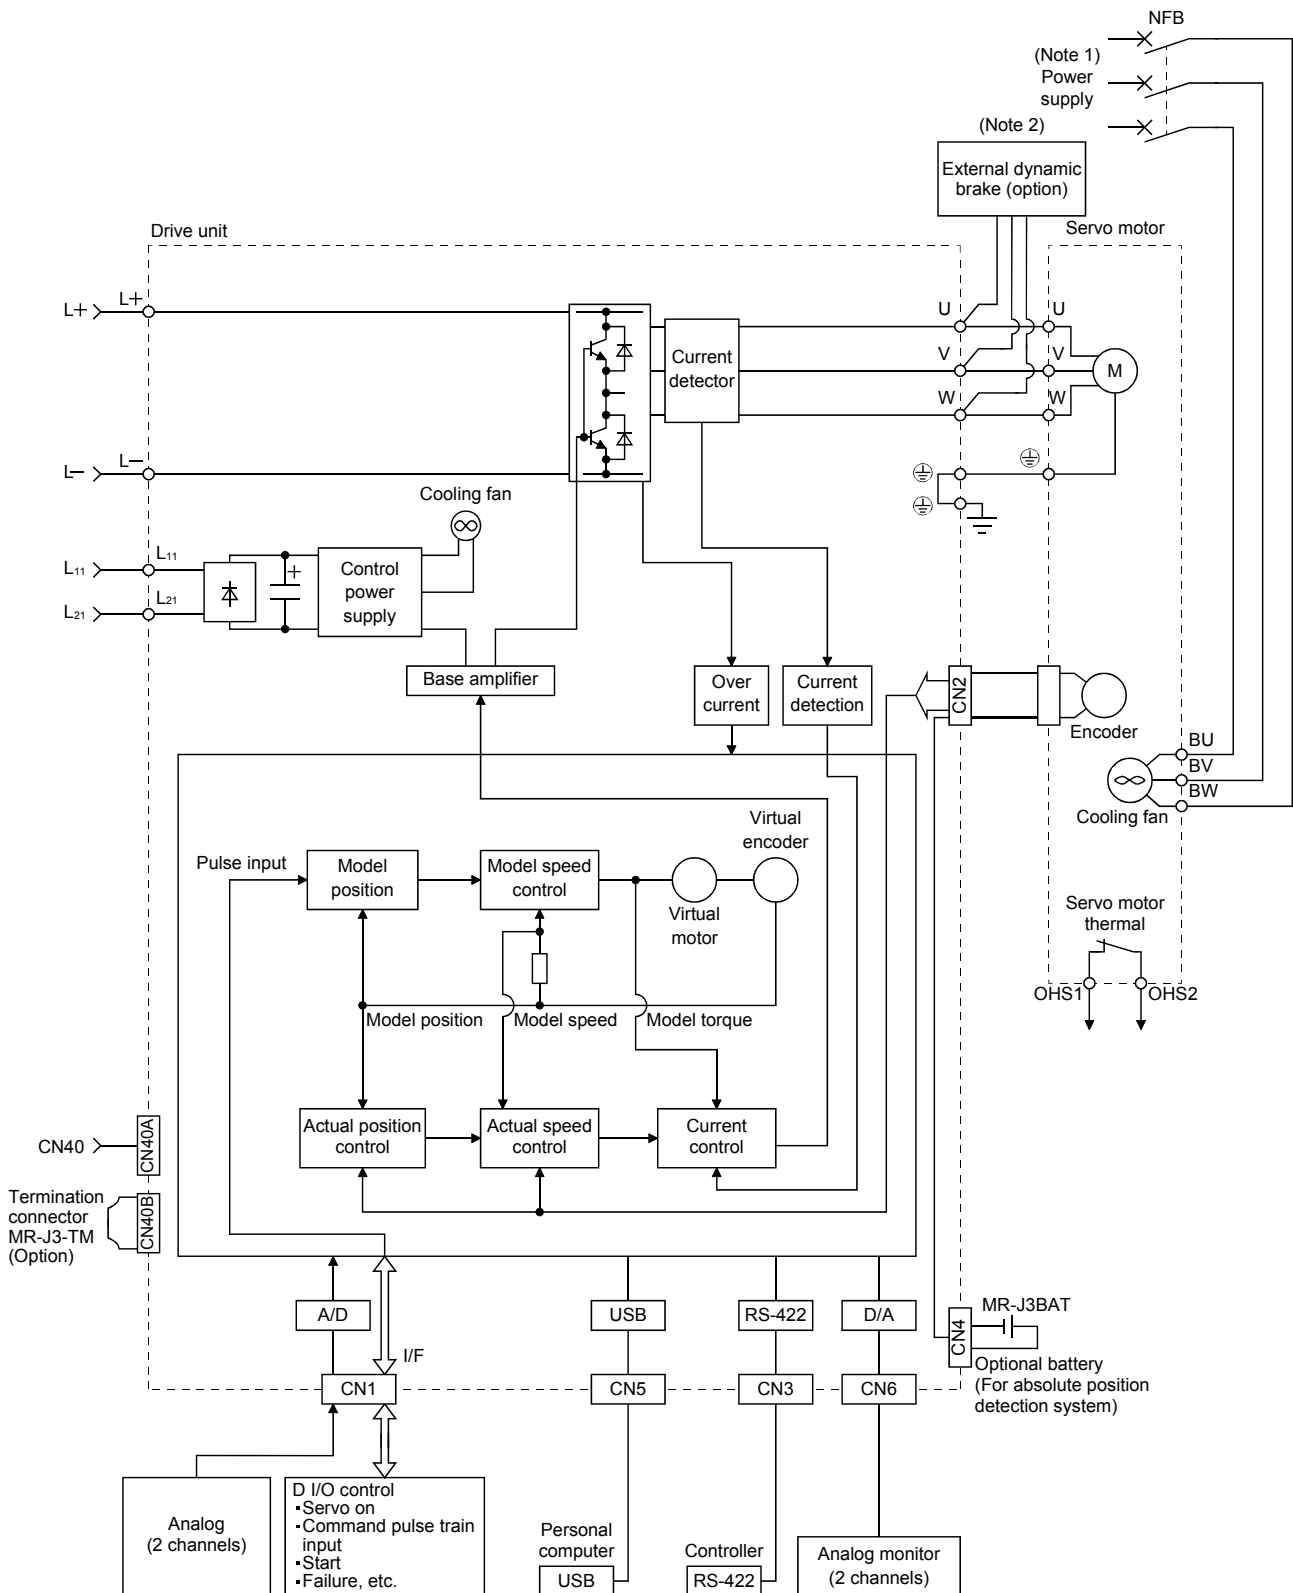 NFB
(Note 1)
Power
supply
(Note 2)
External dynamic
brake (option)
Drive unit
Servo motor
L+
L+
U
U
Current
detector
V
V
M
W
W
L−
L−
Cooling fan
L11
L11
+
Control
power
supply
L21
L21
Base amplifier
Over
current
Current
detection
CN2
Encoder
BU
BV
BW
Cooling fan
Virtual
encoder
Pulse input
Model
position
Model speed
control
Virtual
motor
Servo motor
thermal
OHS1
OHS2
Model position
Model speed
Model torque
Actual position
control
Actual speed
control
Current
control
CN40
CN40A
Termination
connector
MR-J3-TM
(Option)
CN40B
A/D
USB
RS-422
D/A
MR-J3BAT
CN4
I/F
Optional battery
(For absolute position
detection system)
CN1
CN5
CN3
CN6
Analog
(2 channels)
D I/O control
▪Servo on
▪Command pulse train
input
▪Start
▪Failure, etc.
Personal
computer
USB
Controller
RS-422
Analog monitor
(2 channels)